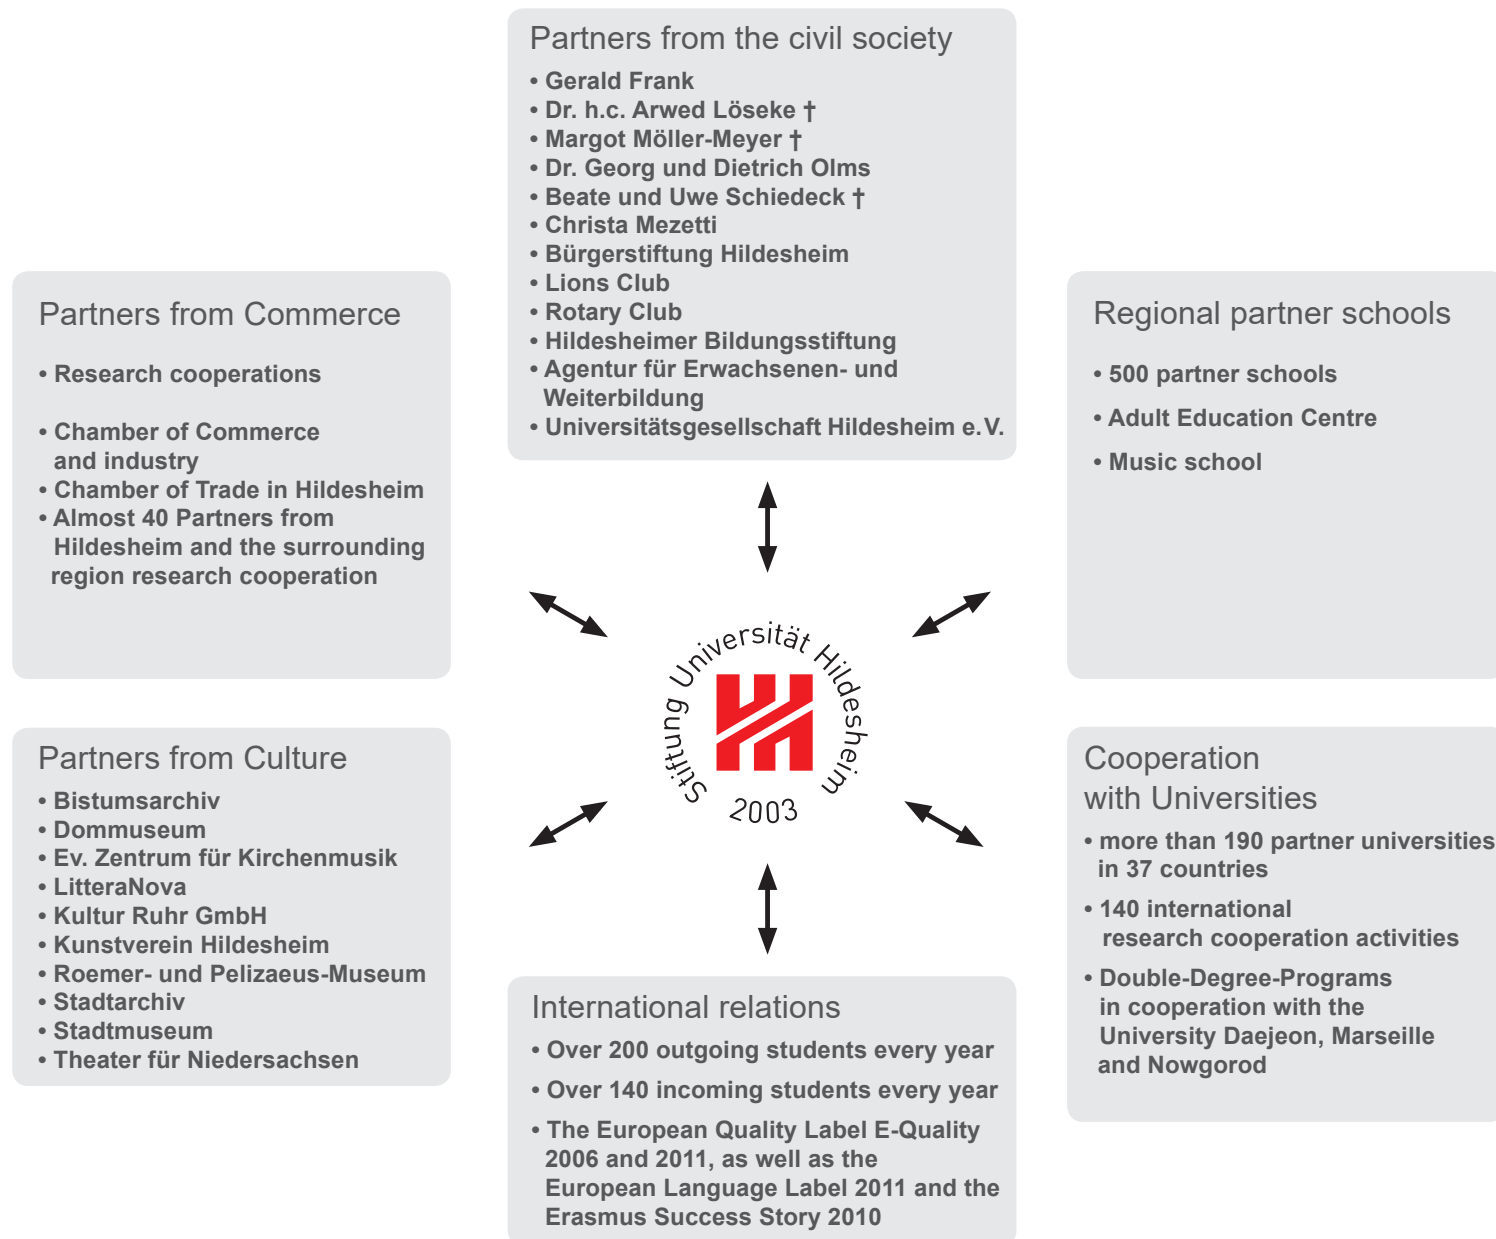 Partners from the civil society
• Gerald Frank
• Dr. h.c. Arwed Löseke †
• Margot Möller-Meyer †
• Dr. Georg und Dietrich Olms
• Beate und Uwe Schiedeck †
• Christa Mezetti
• Bürgerstiftung Hildesheim
• Lions Club
• Rotary Club
• Hildesheimer Bildungsstiftung
• Agentur für Erwachsenen- und
Weiterbildung
• Universitätsgesellschaft Hildesheim e.V.
Partners from Commerce
• Research cooperations
• Chamber of Commerce
and industry
• Chamber of Trade in Hildesheim
• Almost 40 Partners from
Hildesheim and the surrounding
region research cooperation
Regional partner schools
• 500 partner schools
• Adult Education Centre
• Music school
Stiftung Universität Hildesheim
2003
Partners from Culture
• Bistumsarchiv
• Dommuseum
• Ev. Zentrum für Kirchenmusik
• LitteraNova
• Kultur Ruhr GmbH
• Kunstverein Hildesheim
• Roemer- und Pelizaeus-Museum
• Stadtarchiv
• Stadtmuseum
• Theater für Niedersachsen
Cooperation
with Universities
• more than 190 partner universities
in 37 countries
• 140 international
research cooperation activities
• Double-Degree-Programs
in cooperation with the
University Daejeon, Marseille
and Nowgorod
International relations
• Over 200 outgoing students every year
• Over 140 incoming students every year
• The European Quality Label E-Quality
2006 and 2011, as well as the
European Language Label 2011 and the
Erasmus Success Story 2010